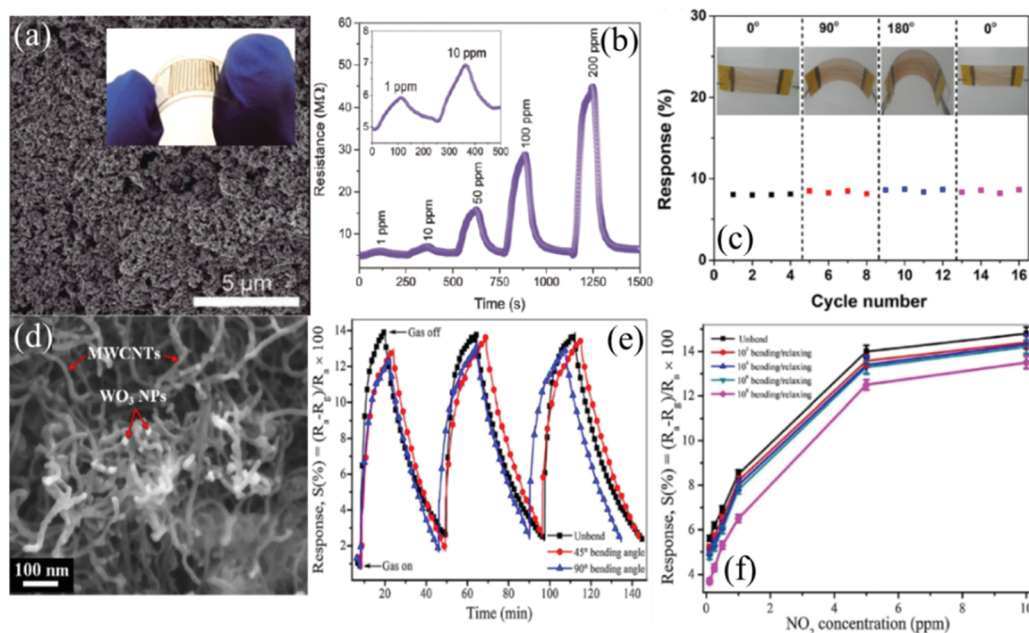 (a)
5 μm
(b)
Resistance (MΩ)
60
50
40
30
20
10
0
0 250 500 750 1000 1250 1500
Time (s)
1 ppm
10 ppm
50 ppm
100 ppm
200 ppm
8
7
6
5
0 100 200 300 400 500
1 ppm
10 ppm
(c)
0° 90° 180° 0°
Response (%)
30
20
10
0
0 2 4 6 8 10 12 14 16
Cycle number
(d)
MWCNTs
WO₃ NPs
100 nm
(e)
Response, S(%) = (Rₐ-R_g)/Rₐ × 100
14
12
10
8
6
4
2
Gas off
Gas on
Unbend
45° bending angle
90° bending angle
20 40 60 80 100 120 140
Time (min)
(f)
Response, S(%) = (Rₐ-R_g)/Rₐ × 100
14
12
10
8
6
4
Unbend
bending/relaxing
bending/relaxing
bending/relaxing
bending/relaxing
0 2 4 6 8 10
concentration (ppm)